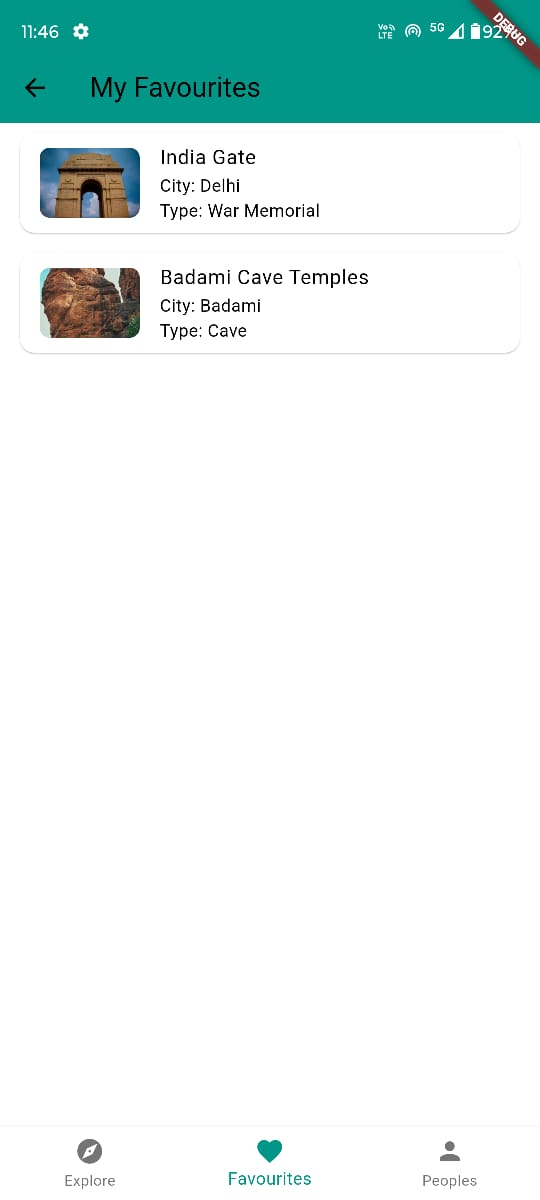 11:46 VoLTE 5G 92
DEBUG
My Favourites
India Gate
City: Delhi
Type: War Memorial
Badami Cave Temples
City: Badami
Type: Cave
Explore
Favourites
Peoples